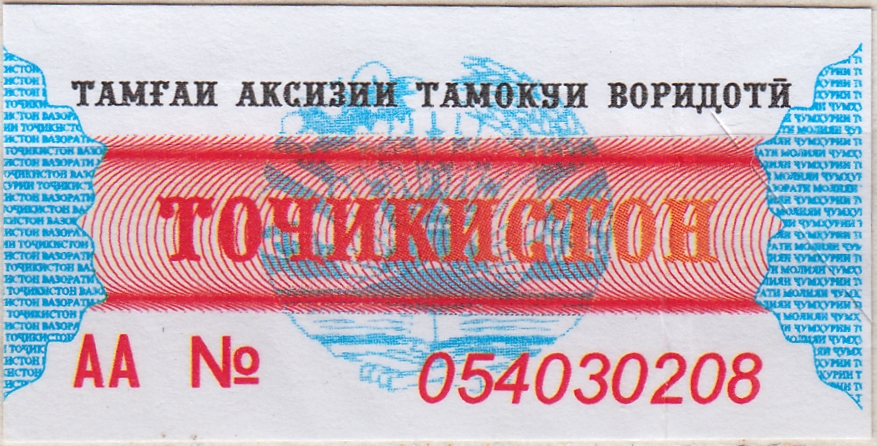 ТАМҒАИ АКСИЗИИ ТАМОКУИ ВОРИДОТӢ
ТОҶИКИСТОН
АА № 054030208